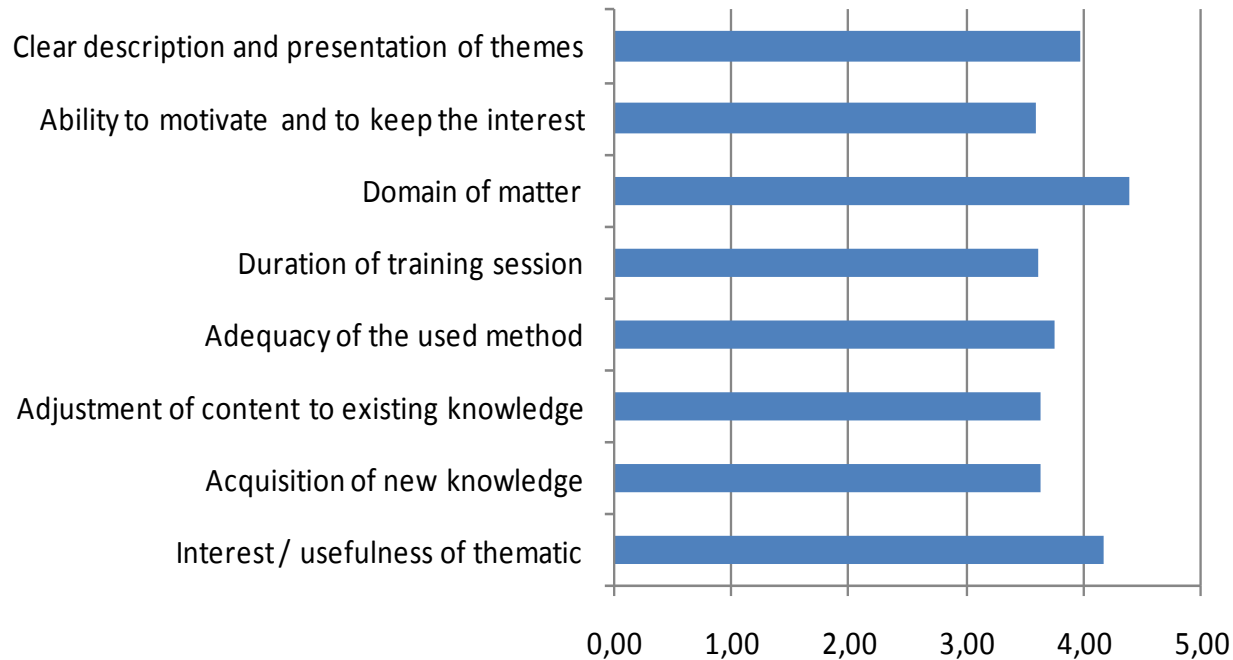 Clear description and presentation of themes
Ability to motivate and to keep the interest
Domain of matter
Duration of training session
Adequacy of the used method
Adjustment of content to existing knowledge
Acquisition of new knowledge
Interest / usefulness of thematic
0,00 1,00 2,00 3,00 4,00 5,00